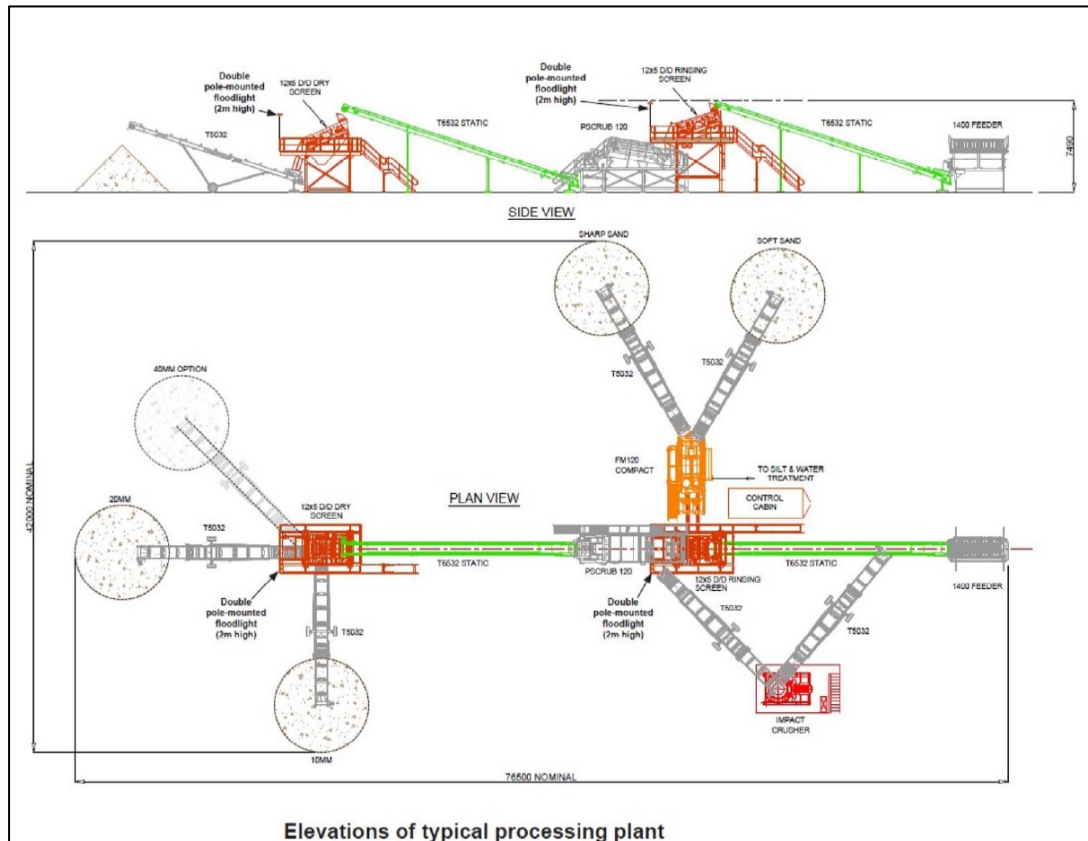 Double
pole-mounted
floodlight
(2m high)
12x5 D/D DRY
SCREEN
T5032
T6532 STATIC
Double
pole-mounted
floodlight
(2m high)
12x5 D/D RINSING
SCREEN
PSCRUB 120
T6532 STATIC
1400 FEEDER
7490
SIDE VIEW
SHARP SAND
SOFT SAND
T5032
T5032
40MM OPTION
FM120
COMPACT
TO SILT & WATER
TREATMENT
CONTROL
CABIN
PLAN VIEW
42000 NOMINAL
20MM
12x5 D/D DRY
SCREEN
T5032
T6532 STATIC
PSCRUB 120
12x5 D/D RINSING
SCREEN
T6532 STATIC
1400 FEEDER
Double
pole-mounted
floodlight
(2m high)
T5032
Double
pole-mounted
floodlight
(2m high)
T5032
T5032
IMPACT
CRUSHER
10MM
76500 NOMINAL
Elevations of typical processing plant